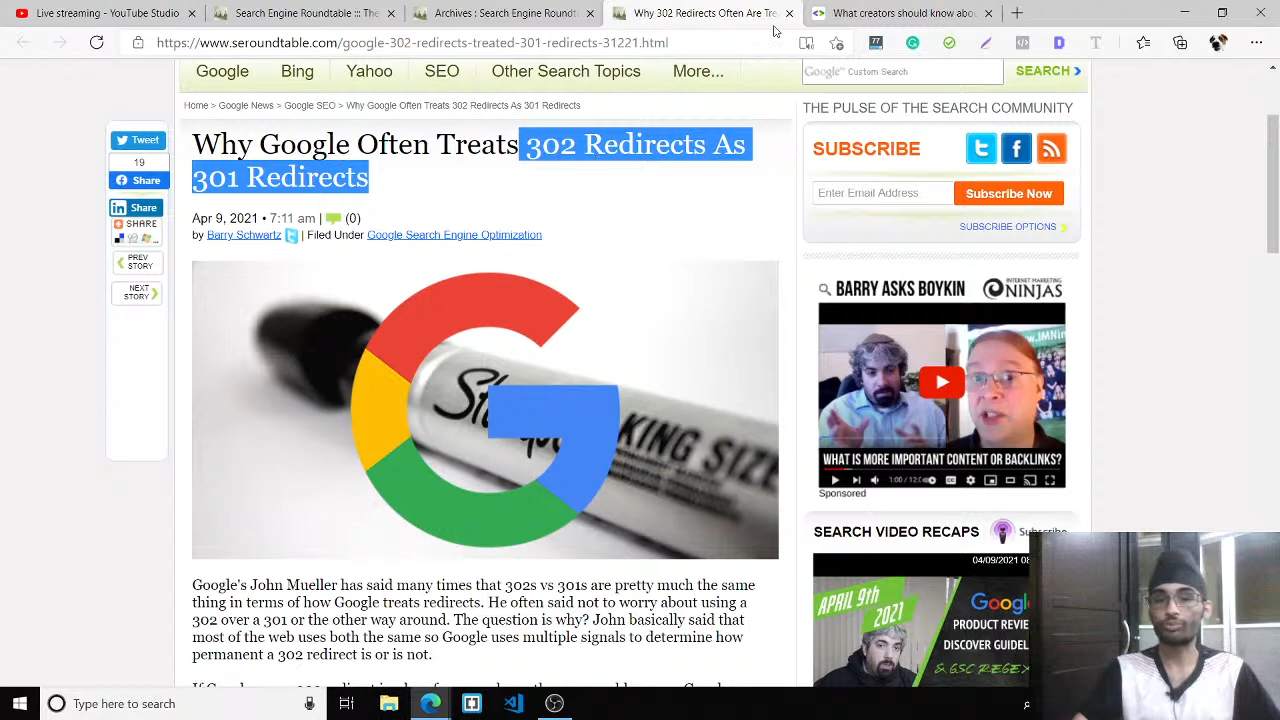 Live streaming - YouTube Studio
Search Engine Roundtable ::: The
Archives : Search Engine Roundt
Why 302 Redirects Often Are Tre
What creators should know abou
https://www.seroundtable.com/google-302-redirects-treated-301-redirects-31221.html
77
Google Bing Yahoo SEO Other Search Topics More...
Google Custom Search
SEARCH
Home > Google News > Google SEO > Why Google Often Treats 302 Redirects As 301 Redirects
THE PULSE OF THE SEARCH COMMUNITY
Tweet
19
Share
Share
SHARE
PREV
STORY
NEXT
STORY
Why Google Often Treats 302 Redirects As
301 Redirects
Apr 9, 2021 • 7:11 am | (0)
by Barry Schwartz | Filed Under Google Search Engine Optimization
KING SIZE
Google's John Mueller has said many times that 302s vs 301s are pretty much the same
thing in terms of how Google treats redirects. He often said not to worry about using a
302 over a 301 or the other way around. The question is why? John basically said that
most of the web uses both the same so Google uses multiple signals to determine how
permanent a 302 redirect is or is not.
SUBSCRIBE
Enter Email Address
Subscribe Now
SUBSCRIBE OPTIONS
BARRY ASKS BOYKIN
INTERNET MARKETING
NINJAS
WHAT IS MORE IMPORTANT CONTENT OR BACKLINKS?
Sponsored
SEARCH VIDEO RECAPS
Subscribe
04/09/2021
APRIL 9TH
2021
Google
PRODUCT REVIE
DISCOVER GUIDEL
& GSC REGEX
Type here to search